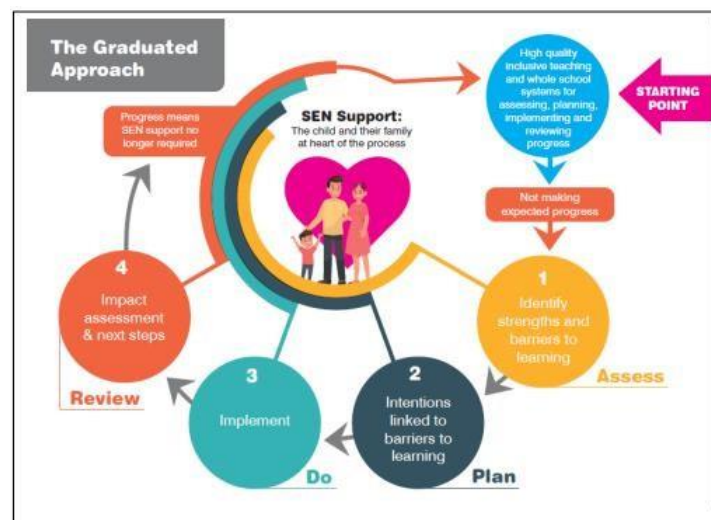 The Graduated
Approach
High quality
inclusive teaching
and whole school
systems for
assessing, planning,
implementing and
reviewing
progress
STARTING
POINT
Progress means
SEN support no
longer required
SEN Support:
The child and their family
at heart of the process
Not making
expected progress
1
Identify
strengths and
barriers to
learning
Assess
2
Intentions
linked to
barriers to
learning
Plan
3
Implement
Do
4
Impact
assessment
& next steps
Review